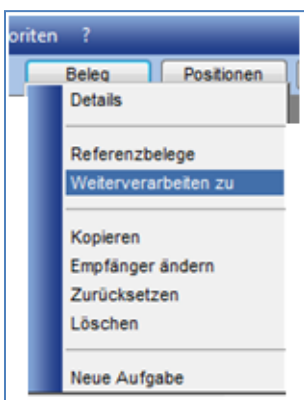 oriten ?
Beleg Positionen
Details
Referenzbelege
Weiterverarbeiten zu
Kopieren
Empfänger ändern
Zurücksetzen
Löschen
Neue Aufgabe